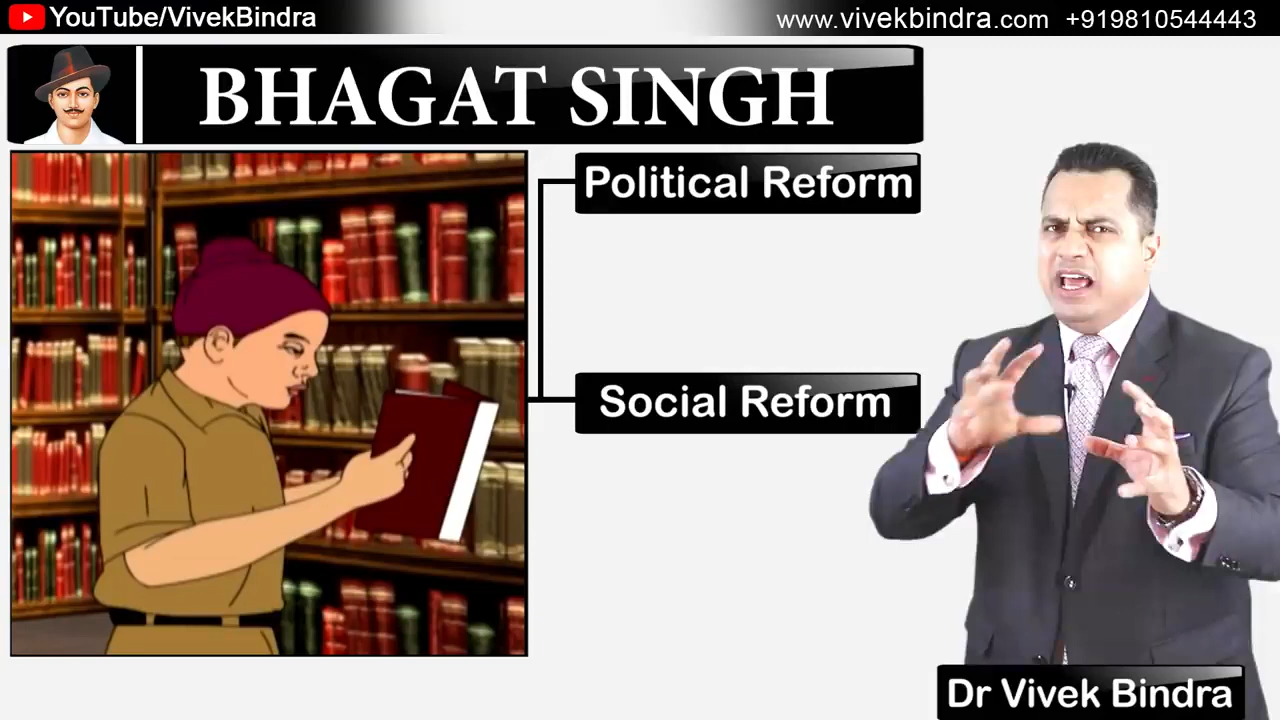 YouTube/VivekBindra
www.vivekbindra.com +919810544443
BHAGAT SINGH
Political Reform
Social Reform
Dr Vivek Bindra